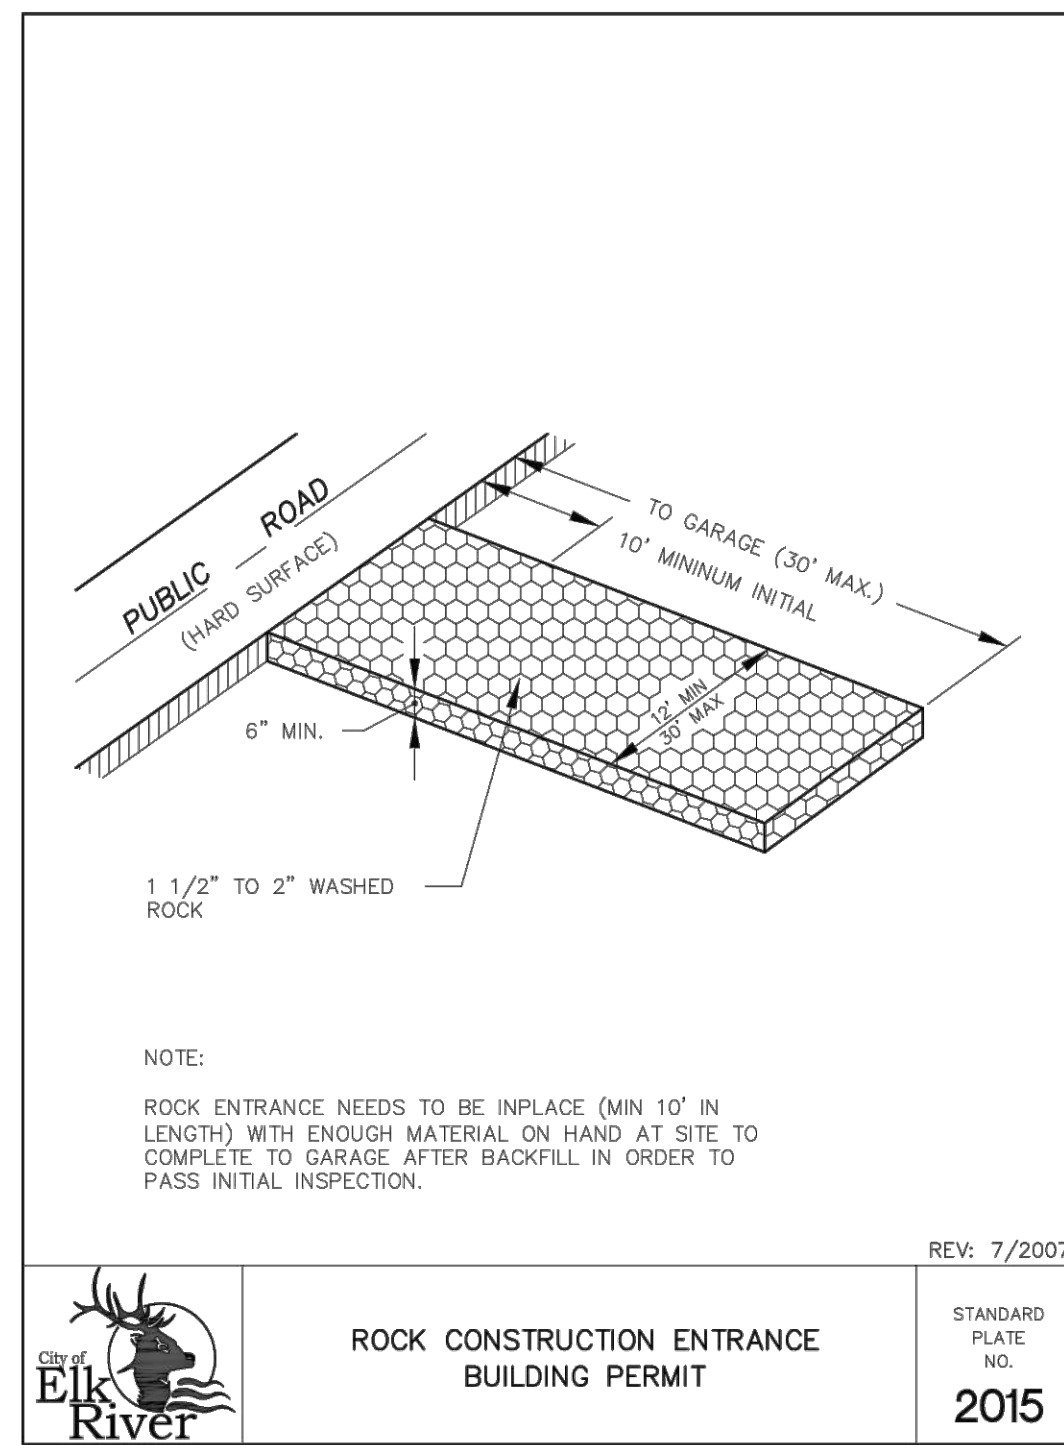 PUBLIC ROAD
(HARD SURFACE)
TO GARAGE (30' MAX.)
10' MININUM INITIAL
12' MIN
30' MAX
6" MIN.
1 1/2" TO 2" WASHED
ROCK
NOTE:
ROCK ENTRANCE NEEDS TO BE INPLACE (MIN 10' IN
LENGTH) WITH ENOUGH MATERIAL ON HAND AT SITE TO
COMPLETE TO GARAGE AFTER BACKFILL IN ORDER TO
PASS INITIAL INSPECTION.
REV: 7/2007
City of
Elk
River
ROCK CONSTRUCTION ENTRANCE
BUILDING PERMIT
STANDARD
PLATE
NO.
2015